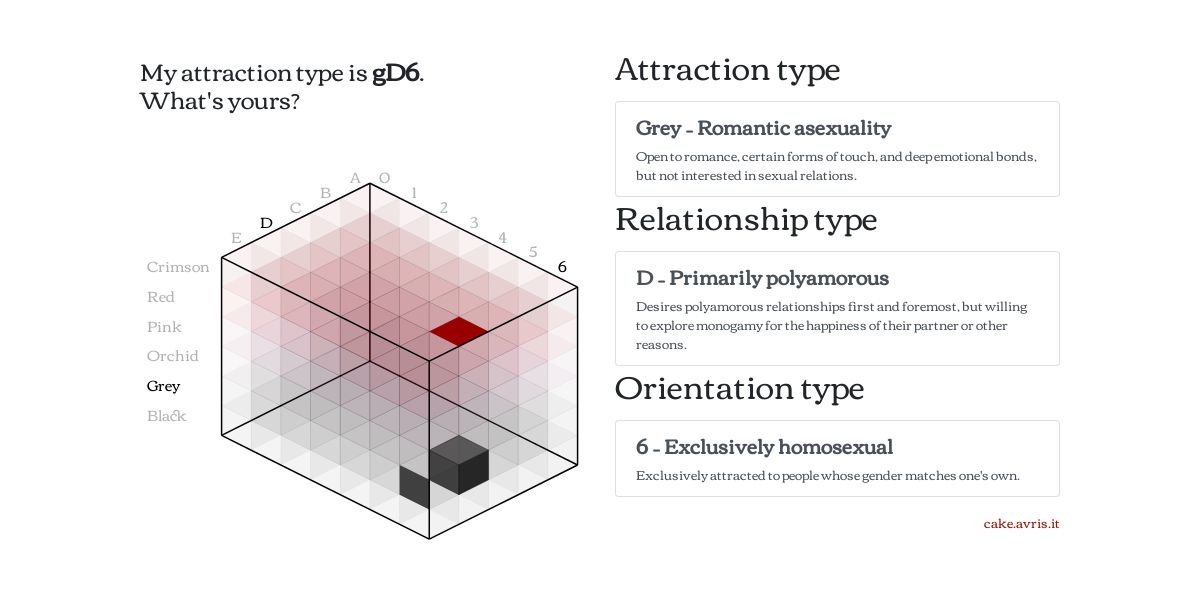 My attraction type is gD6.
What's yours?
A O
B 1
C 2
D 3
E 4
5
6
Crimson
Red
Pink
Orchid
Grey
Black
Attraction type
Grey – Romantic asexuality
Open to romance, certain forms of touch, and deep emotional bonds,
but not interested in sexual relations.
Relationship type
D – Primarily polyamorous
Desires polyamorous relationships first and foremost, but willing
to explore monogamy for the happiness of their partner or other
reasons.
Orientation type
6 – Exclusively homosexual
Exclusively attracted to people whose gender matches one's own.
cake.avris.it